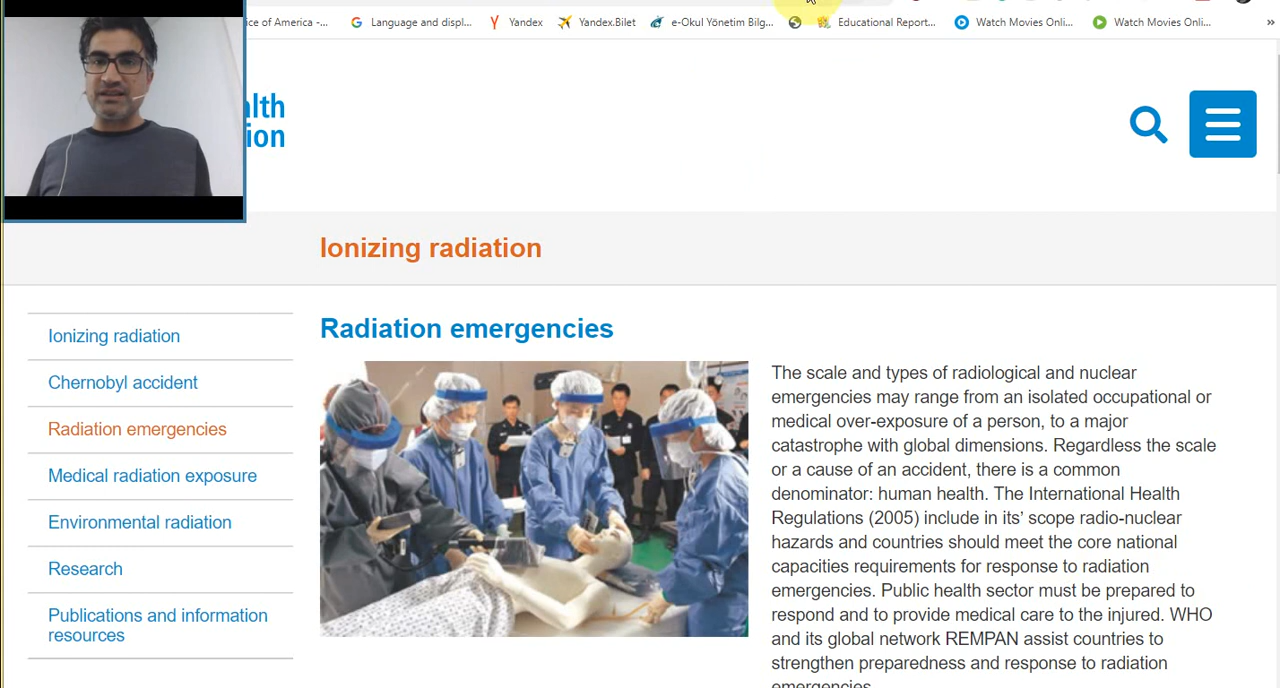 ice of America -... Language and displ... Yandex Yandex.Bilet e-Okul Yönetim Bilg... Educational Report... Watch Movies Onli... Watch Movies Onli... »
alth
ion
Ionizing radiation
Ionizing radiation
Chernobyl accident
Radiation emergencies
Medical radiation exposure
Environmental radiation
Research
Publications and information
resources
Radiation emergencies
The scale and types of radiological and nuclear
emergencies may range from an isolated occupational or
medical over-exposure of a person, to a major
catastrophe with global dimensions. Regardless the scale
or a cause of an accident, there is a common
denominator: human health. The International Health
Regulations (2005) include in its’ scope radio-nuclear
hazards and countries should meet the core national
capacities requirements for response to radiation
emergencies. Public health sector must be prepared to
respond and to provide medical care to the injured. WHO
and its global network REMPAN assist countries to
strengthen preparedness and response to radiation
emergencies